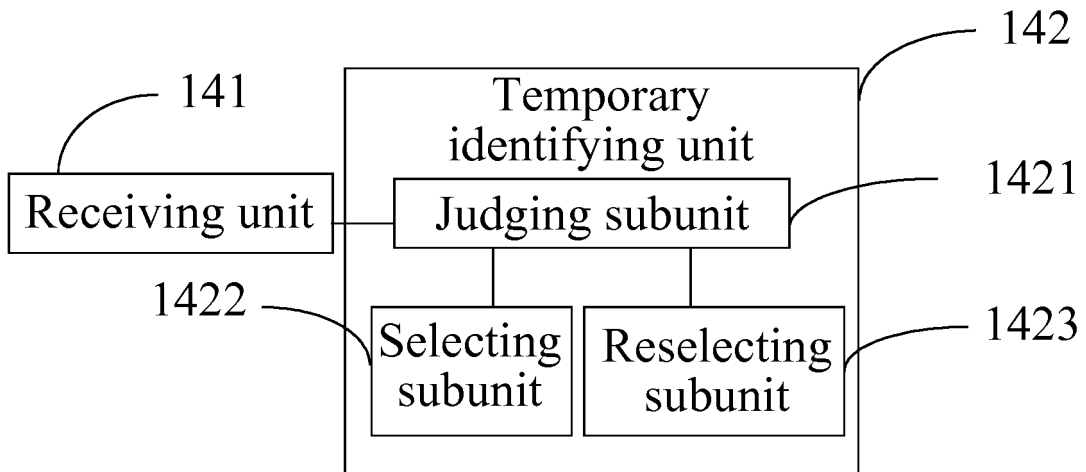 142
141
Temporary
identifying unit
1421
Receiving unit
Judging subunit
1422
Selecting
subunit
Reselecting
subunit
1423